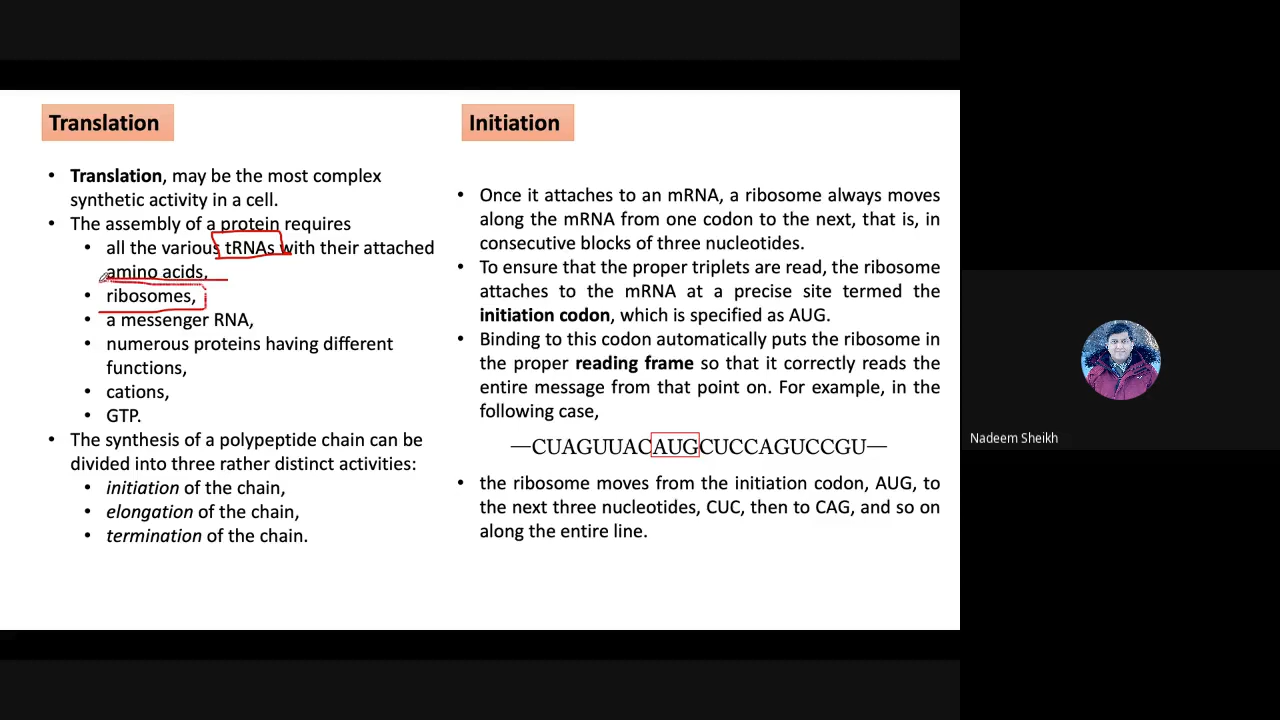 Translation
• Translation, may be the most complex
synthetic activity in a cell.
• The assembly of a protein requires
• all the various tRNAs with their attached
amino acids,
• ribosomes,
• a messenger RNA,
• numerous proteins having different
functions,
• cations,
• GTP.
• The synthesis of a polypeptide chain can be
divided into three rather distinct activities:
• initiation of the chain,
• elongation of the chain,
• termination of the chain.
Initiation
• Once it attaches to an mRNA, a ribosome always moves
along the mRNA from one codon to the next, that is, in
consecutive blocks of three nucleotides.
• To ensure that the proper triplets are read, the ribosome
attaches to the mRNA at a precise site termed the
initiation codon, which is specified as AUG.
• Binding to this codon automatically puts the ribosome in
the proper reading frame so that it correctly reads the
entire message from that point on. For example, in the
following case,
—CUAGUUACAUGCUCCAGUCCGU—
• the ribosome moves from the initiation codon, AUG, to
the next three nucleotides, CUC, then to CAG, and so on
along the entire line.
Nadeem Sheikh